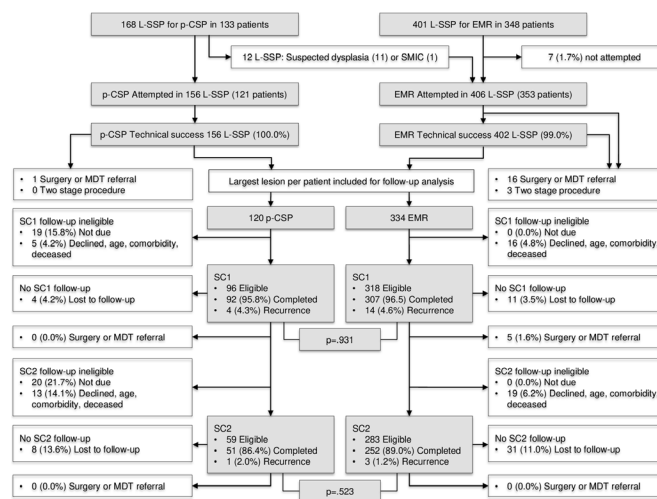 168 L-SSP for p-CSP in 133 patients
401 L-SSP for EMR in 348 patients
12 L-SSP: Suspected dysplasia (11) or SMIC (1)
7 (1.7%) not attempted
p-CSP Attempted in 156 L-SSP (121 patients)
EMR Attempted in 406 L-SSP (353 patients)
p-CSP Technical success 156 L-SSP (100.0%)
EMR Technical success 402 L-SSP (99.0%)
• 1 Surgery or MDT referral
• 0 Two stage procedure
Largest lesion per patient included for follow-up analysis
• 16 Surgery or MDT referral
• 3 Two stage procedure
120 p-CSP
334 EMR
SC1 follow-up ineligible
• 19 (15.8%) Not due
• 5 (4.2%) Declined, age, comorbidity,
deceased
SC1 follow-up ineligible
• 0 (0.0%) Not due
• 16 (4.8%) Declined, age, comorbidity,
deceased
No SC1 follow-up
• 4 (4.2%) Lost to follow-up
SC1
• 96 Eligible
• 92 (95.8%) Completed
• 4 (4.3%) Recurrence
SC1
• 318 Eligible
• 307 (96.5) Completed
• 14 (4.6%) Recurrence
No SC1 follow-up
• 11 (3.5%) Lost to follow-up
• 0 (0.0%) Surgery or MDT referral
p=.931
• 5 (1.6%) Surgery or MDT referral
SC2 follow-up ineligible
• 20 (21.7%) Not due
• 13 (14.1%) Declined, age,
comorbidity, deceased
SC2 follow-up ineligible
• 0 (0.0%) Not due
• 19 (6.2%) Declined, age, comorbidity,
deceased
No SC2 follow-up
• 8 (13.6%) Lost to follow-up
SC2
• 59 Eligible
• 51 (86.4%) Completed
• 1 (2.0%) Recurrence
SC2
• 283 Eligible
• 252 (89.0%) Completed
• 3 (1.2%) Recurrence
No SC2 follow-up
• 31 (11.0%) Lost to follow-up
• 0 (0.0%) Surgery or MDT referral
p=.523
• 0 (0.0%) Surgery or MDT referral